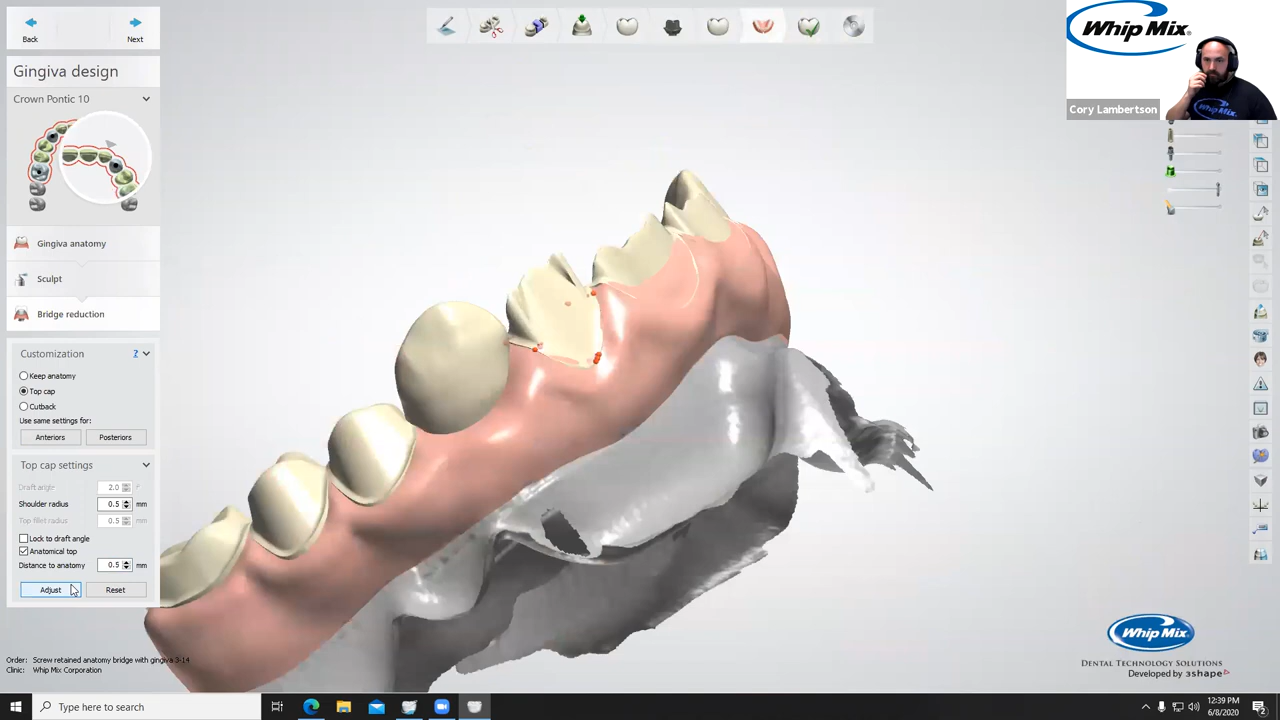 Back
Next
Whip Mix®
Cory Lambertson
Gingiva design
Crown Pontic 10
Gingiva anatomy
Sculpt
Bridge reduction
Customization ?
Keep anatomy
Top cap
Cutback
Use same settings for:
Anteriors Posteriors
Top cap settings
Draft angle 2.0 °
Shoulder radius 0.5 mm
Top fillet radius 0.5 mm
Lock to draft angle
Anatomical top
Distance to anatomy 0.5 mm
Adjust Reset
Order: Screw retained anatomy bridge with gingiva 3-14
Clinic: Whip Mix Corporation
Whip Mix®
DENTAL TECHNOLOGY SOLUTIONS
Developed by 3shape
Type here to search
12:39 PM
6/8/2020
2